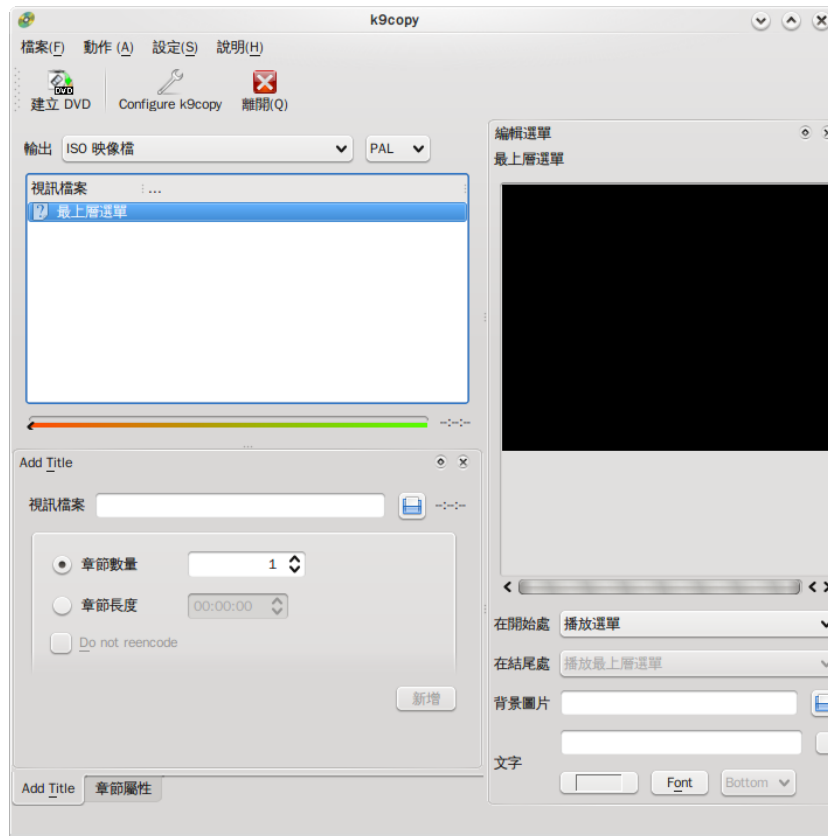 k9copy
檔案(F) 動作 (A) 設定(S) 說明(H)
DVD
建立 DVD Configure k9copy 離開(Q)
輸出 ISO 映像檔 PAL
視訊檔案 ...
最上層選單
--:--:--
Add Title
視訊檔案 --:--:--
章節數量 1
章節長度 00:00:00
Do not reencode
新增
Add Title 章節屬性
編輯選單
最上層選單
在開始處 播放選單
在結尾處 播放最上層選單
背景圖片
文字
Font Bottom